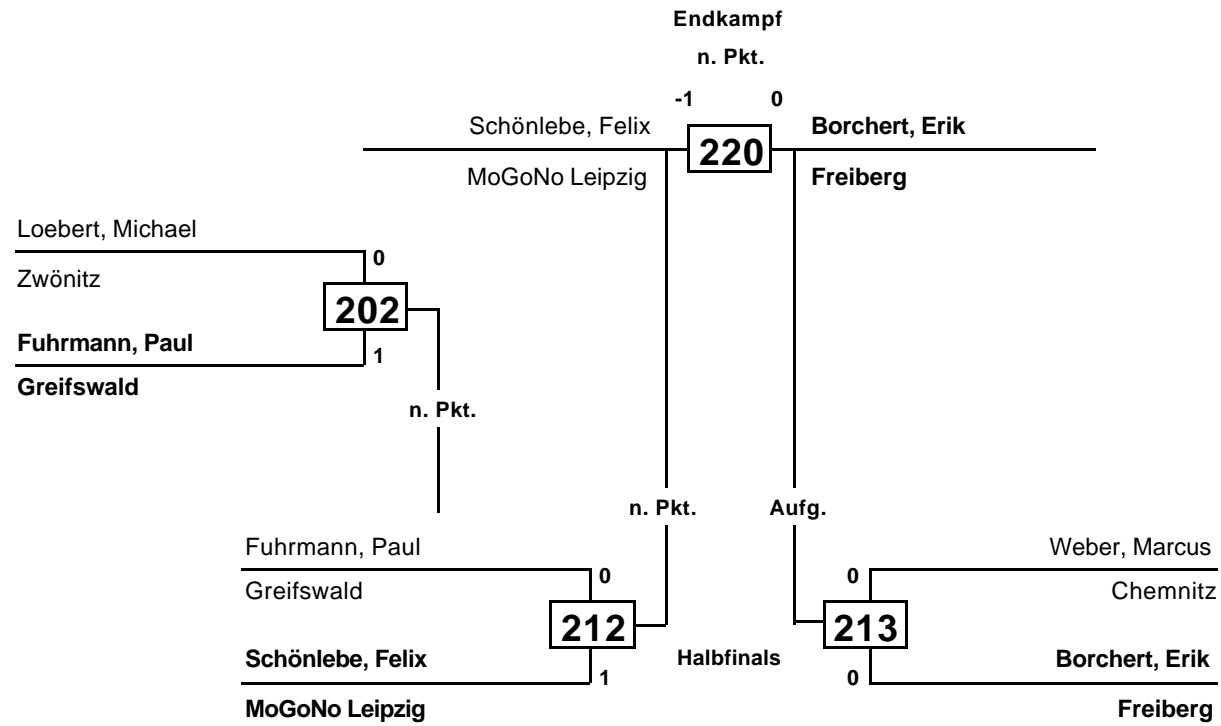 Endkampf
n. Pkt.
-1 0
Schönlebe, Felix
220
Borchert, Erik
MoGoNo Leipzig
Freiberg
Loebert, Michael
0
Zwönitz
202
Fuhrmann, Paul
1
Greifswald
n. Pkt.
n. Pkt.
Aufg.
Fuhrmann, Paul
0
Greifswald
212
Schönlebe, Felix
1
MoGoNo Leipzig
Halbfinals
Weber, Marcus
0
Chemnitz
213
Borchert, Erik
0
Freiberg